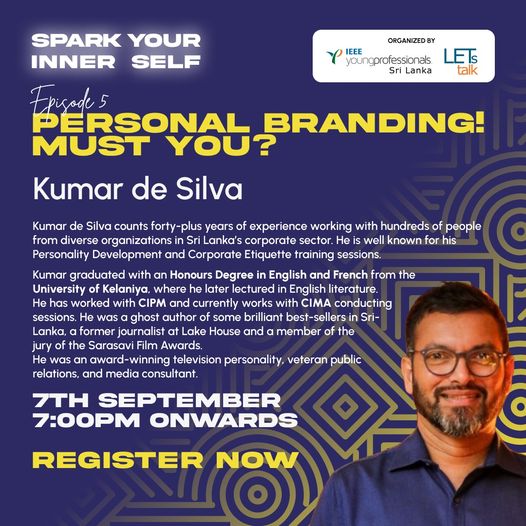 SPARK YOUR
INNER SELF
ORGANIZED BY
IEEE
youngprofessionals
Sri Lanka
LETs
talk
Episode 5
PERSONAL BRANDING!
MUST YOU?
Kumar de Silva
Kumar de Silva counts forty-plus years of experience working with hundreds of people
from diverse organizations in Sri Lanka's corporate sector. He is well known for his
Personality Development and Corporate Etiquette training sessions.
Kumar graduated with an Honours Degree in English and French from the
University of Kelaniya, where he later lectured in English literature.
He has worked with CIPM and currently works with CIMA conducting
sessions. He was a ghost author of some brilliant best-sellers in Sri-
Lanka, a former journalist at Lake House and a member of the
jury of the Sarasavi Film Awards.
He was an award-winning television personality, veteran public
relations, and media consultant.
7TH SEPTEMBER
7:00PM ONWARDS
REGISTER NOW